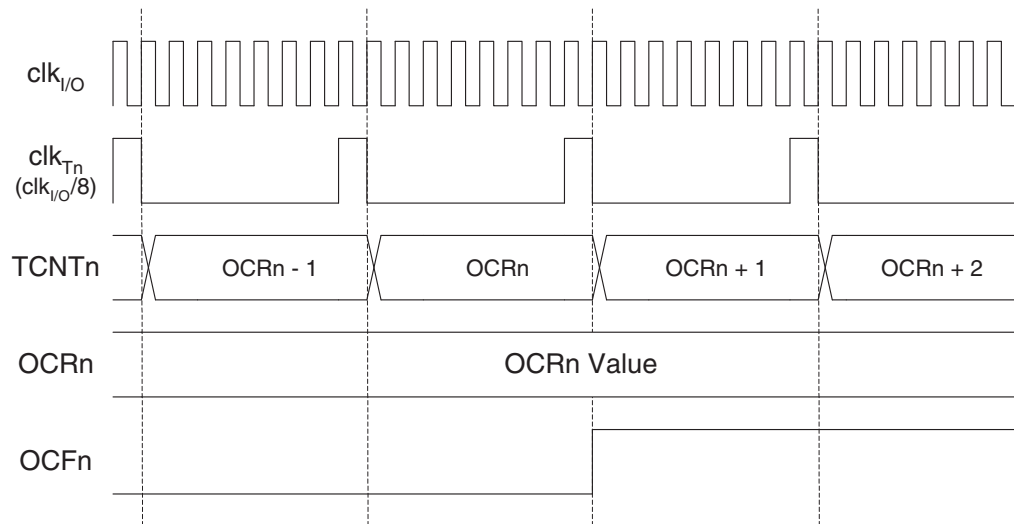 clkI/O
clkTn
(clkI/O/8)
TCNTn
OCRn - 1
OCRn
OCRn + 1
OCRn + 2
OCRn
OCRn Value
OCFn